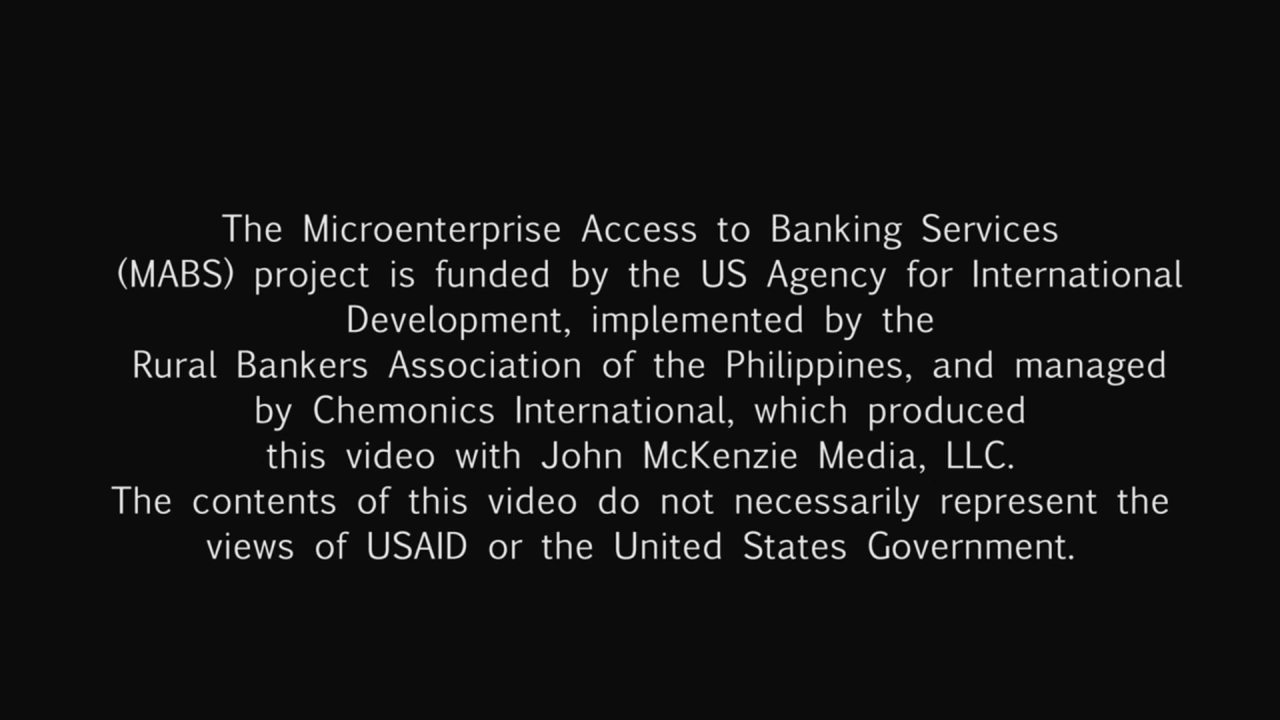 The Microenterprise Access to Banking Services
(MABS) project is funded by the US Agency for International
Development, implemented by the
Rural Bankers Association of the Philippines, and managed
by Chemonics International, which produced
this video with John McKenzie Media, LLC.
The contents of this video do not necessarily represent the
views of USAID or the United States Government.